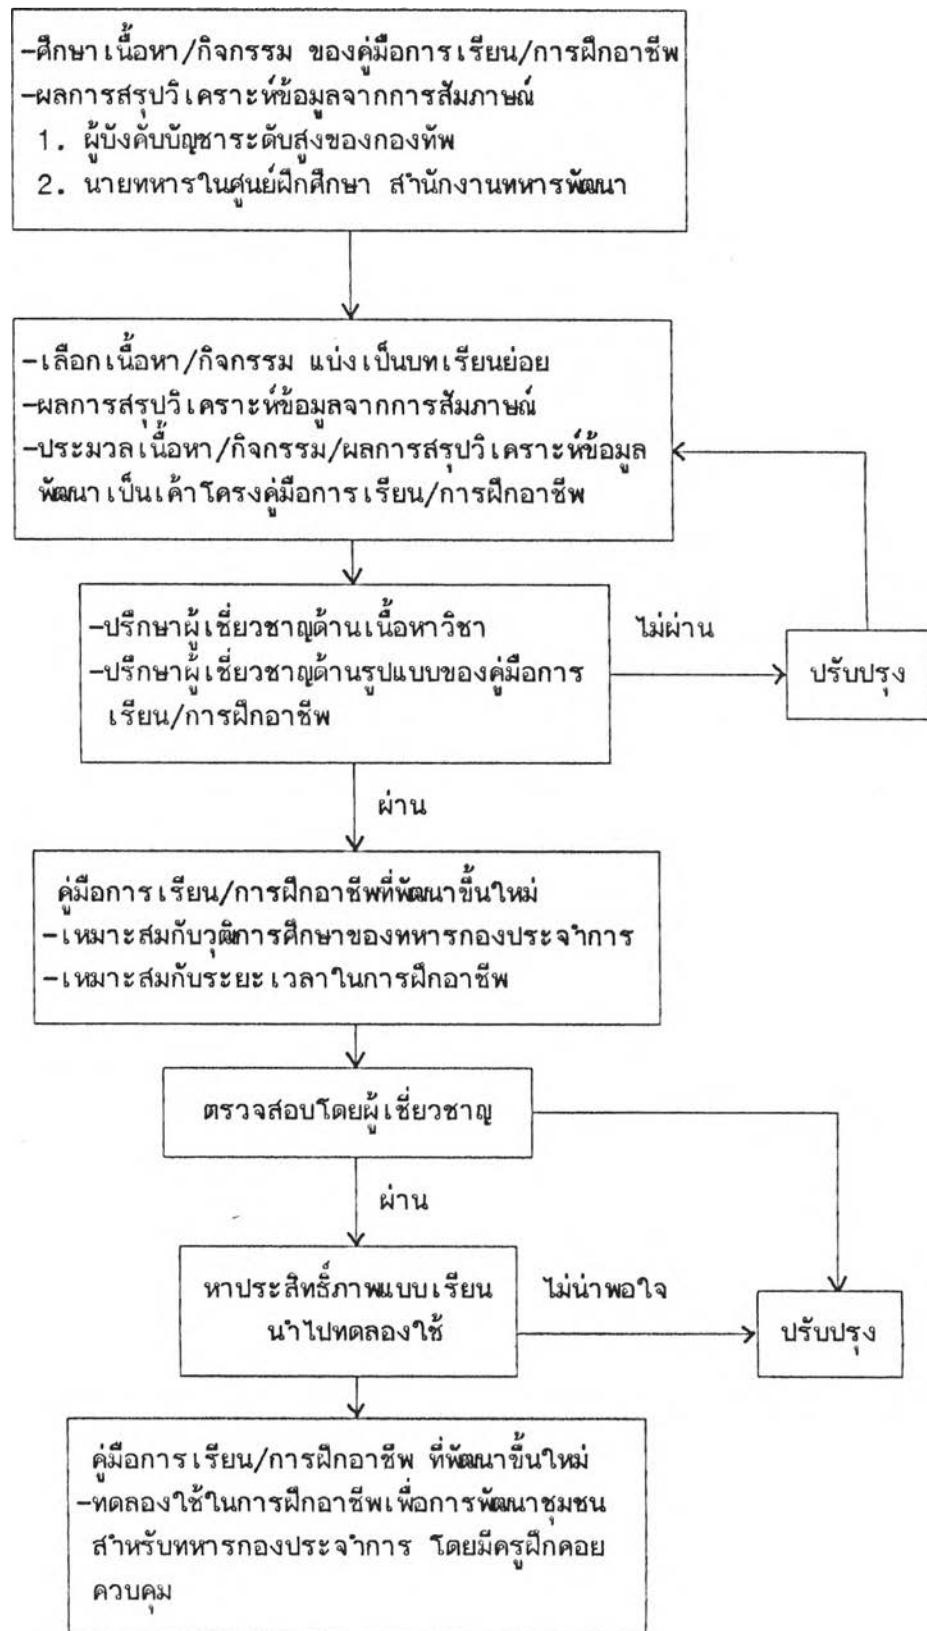 -ศึกษาเนื้อหา/กิจกรรม ของคู่มือการเรียน/การฝึกอาชีพ
-ผลการสรุปวิเคราะห์ข้อมูลจากการสัมภาษณ์
1. ผู้บังคับบัญชาระดับสูงของกองทัพ
2. นายทหารในศูนย์ฝึกศึกษา สำนักงานทหารพัฒนา
-เลือกเนื้อหา/กิจกรรม แบ่งเป็นบทเรียนย่อย
-ผลการสรุปวิเคราะห์ข้อมูลจากการสัมภาษณ์
-ประมวลเนื้อหา/กิจกรรม/ผลการสรุปวิเคราะห์ข้อมูล
พัฒนาเป็นเค้าโครงคู่มือการเรียน/การฝึกอาชีพ
-ปรึกษาผู้เชี่ยวชาญด้านเนื้อหาวิชา
-ปรึกษาผู้เชี่ยวชาญด้านรูปแบบของคู่มือการ
เรียน/การฝึกอาชีพ
ไม่ผ่าน
ปรับปรุง
ผ่าน
คู่มือการเรียน/การฝึกอาชีพที่พัฒนาขึ้นใหม่
-เหมาะสมกับวุฒิการศึกษาของทหารกองประจำการ
-เหมาะสมกับระยะเวลาในการฝึกอาชีพ
ตรวจสอบโดยผู้เชี่ยวชาญ
ผ่าน
หาประสิทธิ์ภาพแบบเรียน
นำไปทดลองใช้
ไม่น่าพอใจ
ปรับปรุง
คู่มือการเรียน/การฝึกอาชีพ ที่พัฒนาขึ้นใหม่
-ทดลองใช้ในการฝึกอาชีพเพื่อการพัฒนาชุมชน
สำหรับทหารกองประจำการ โดยมีครูฝึกคอย
ควบคุม